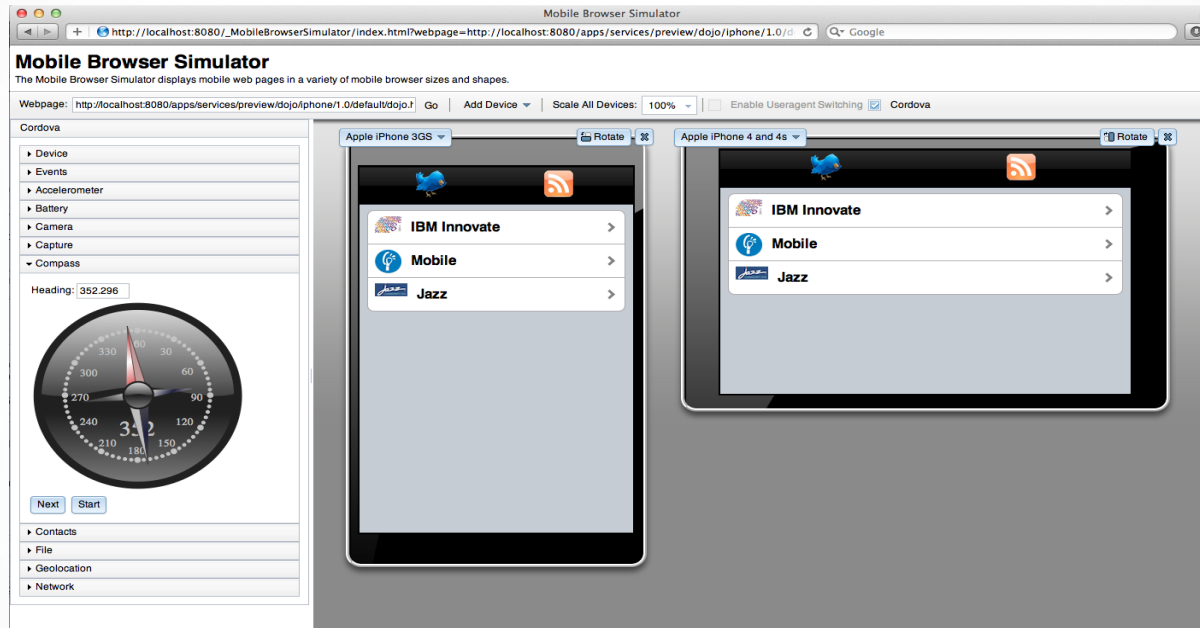 Mobile Browser Simulator
http://localhost:8080/_MobileBrowserSimulator/index.html?webpage=http://localhost:8080/apps/services/preview/dojo/iphone/1.0/d
Google
Mobile Browser Simulator
The Mobile Browser Simulator displays mobile web pages in a variety of mobile browser sizes and shapes.
Webpage: http://localhost:8080/apps/services/preview/dojo/iphone/1.0/default/dojo.h Go Add Device Scale All Devices: 100% Enable Useragent Switching Cordova
Cordova
Device
Events
Accelerometer
Battery
Camera
Capture
Compass
Heading: 352.296
330 30
300 60
270 90
240 120
210 150
180
352
Next Start
Contacts
File
Geolocation
Network
Apple iPhone 3GS Rotate
IBM Innovate
Mobile
Jazz
Apple iPhone 4 and 4s Rotate
IBM Innovate
Mobile
Jazz